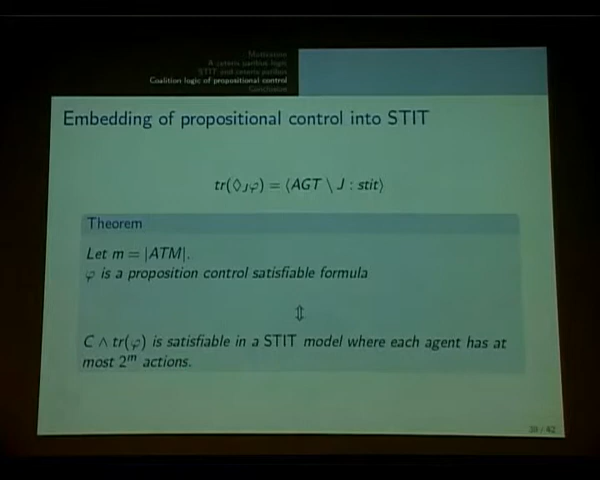 Motivation
A ceteris paribus logic
STIT and ceteris paribus
Coalition logic of propositional control
Conclusion
Embedding of propositional control into STIT
tr(◊Jφ) = ⟨AGT \ J : stit⟩
Theorem
Let m = |ATM|.
φ is a proposition control satisfiable formula
⇕
C ∧ tr(φ) is satisfiable in a STIT model where each agent has at
most 2^m actions.
39 / 42